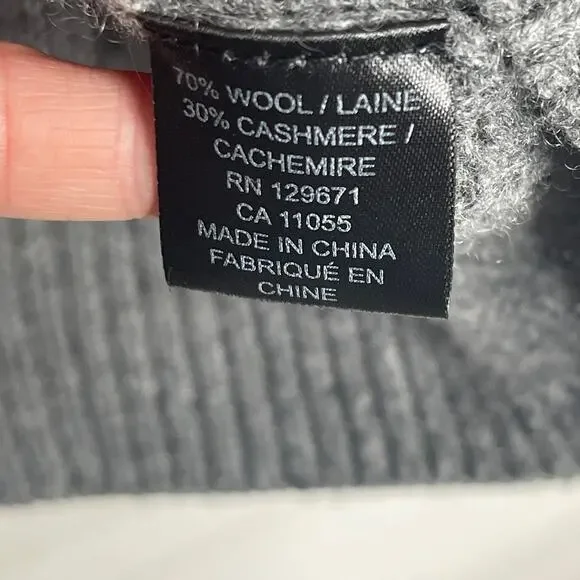 70% WOOL / LAINE
30% CASHMERE /
CACHEMIRE
RN 129671
CA 11055
MADE IN CHINA
FABRIQUÉ EN
CHINE